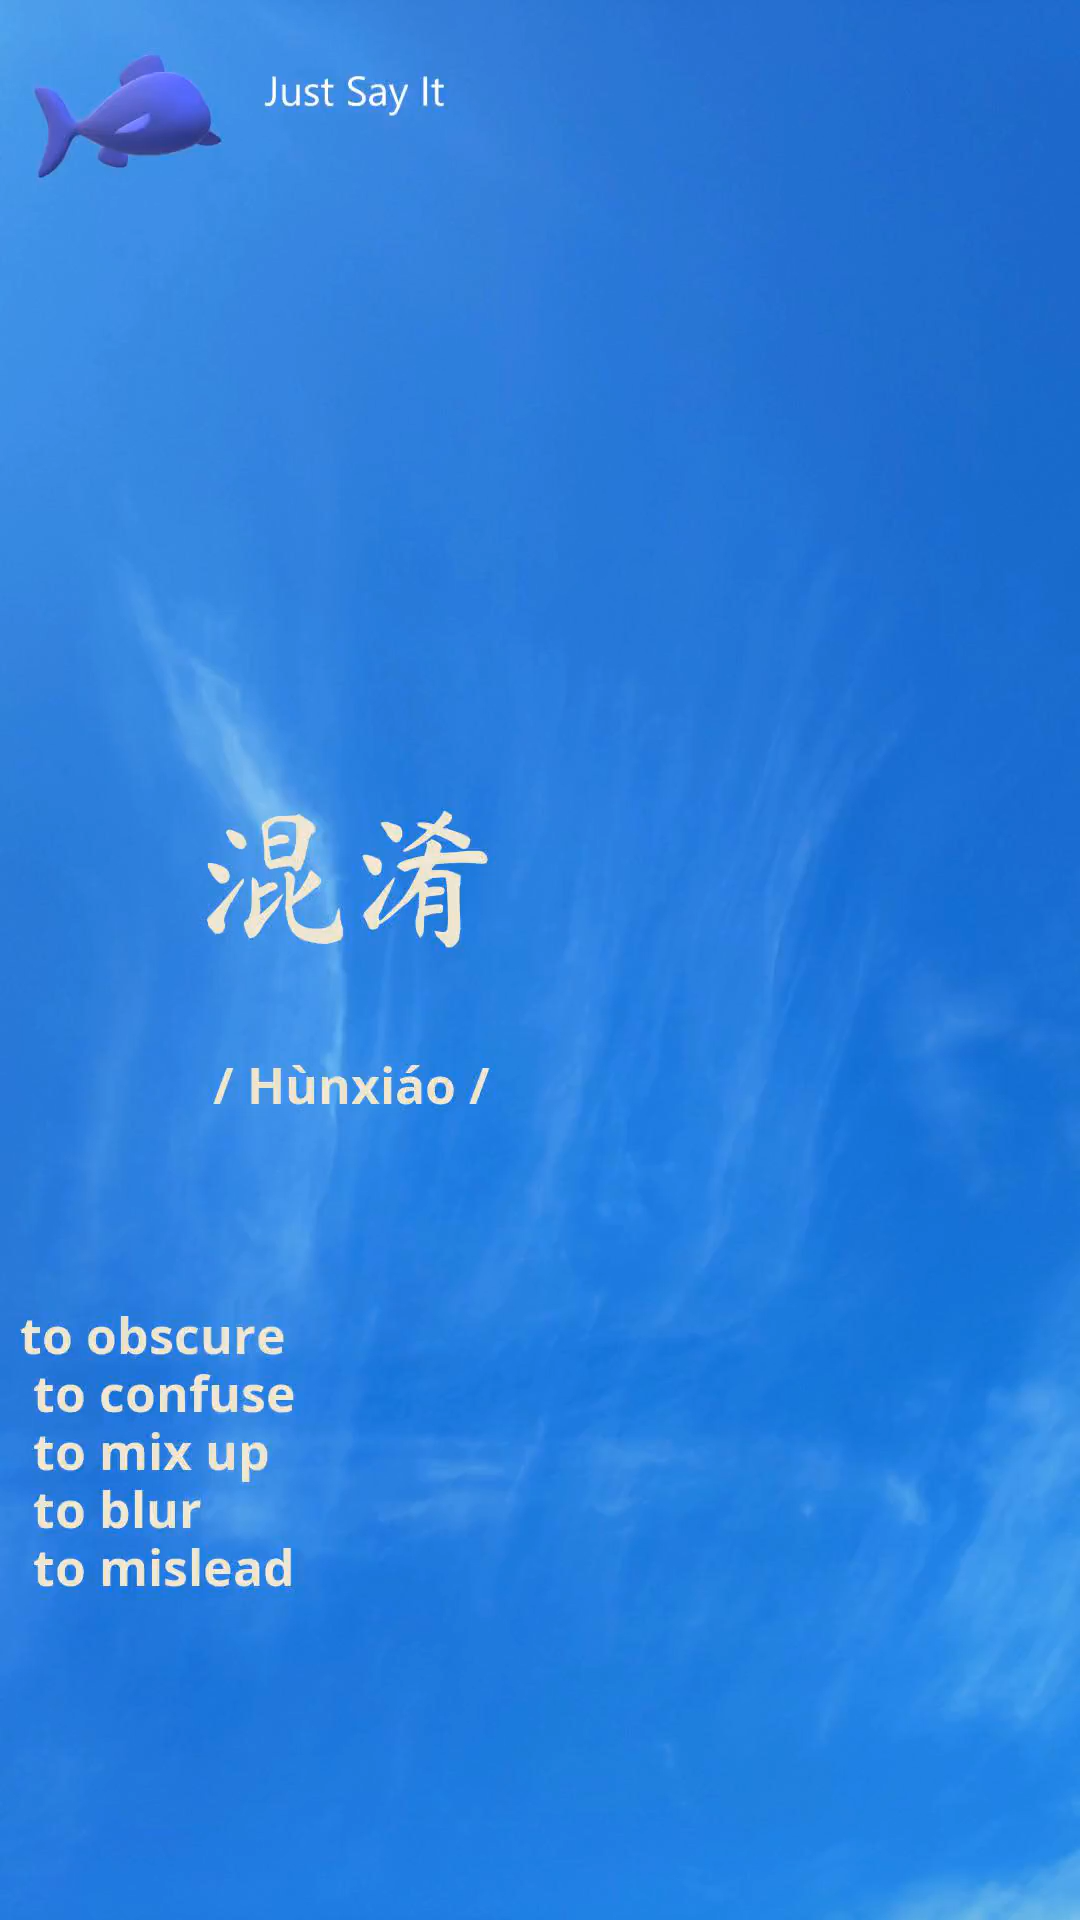 Just Say It
混淆
/ Hùnxiáo /
to obscure
to confuse
to mix up
to blur
to mislead